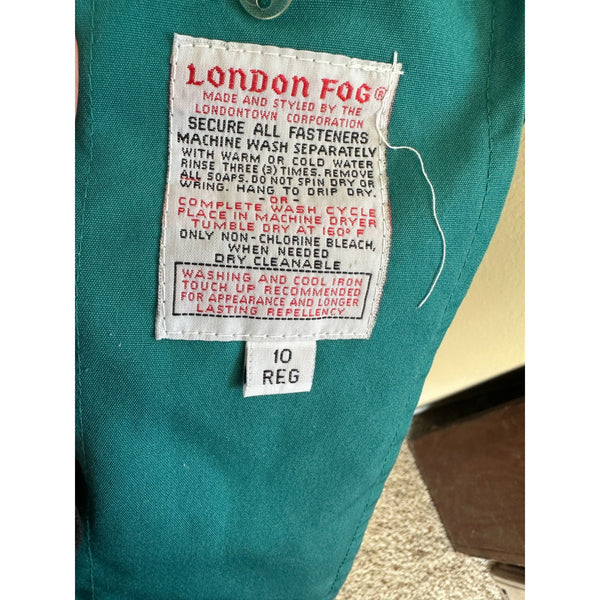 LONDON FOG®
MADE AND STYLED BY THE
LONDONTOWN CORPORATION
SECURE ALL FASTENERS
MACHINE WASH SEPARATELY
WITH WARM OR COLD WATER
RINSE THREE (3) TIMES. REMOVE
ALL SOAPS. DO NOT SPIN DRY OR
WRING. HANG TO DRIP DRY.
- OR -
COMPLETE WASH CYCLE
PLACE IN MACHINE DRYER
TUMBLE DRY AT 160° F
ONLY NON-CHLORINE BLEACH,
WHEN NEEDED
DRY CLEANABLE
WASHING AND COOL IRON
TOUCH UP RECOMMENDED
FOR APPEARANCE AND LONGER
LASTING REPELLENCY
10
REG